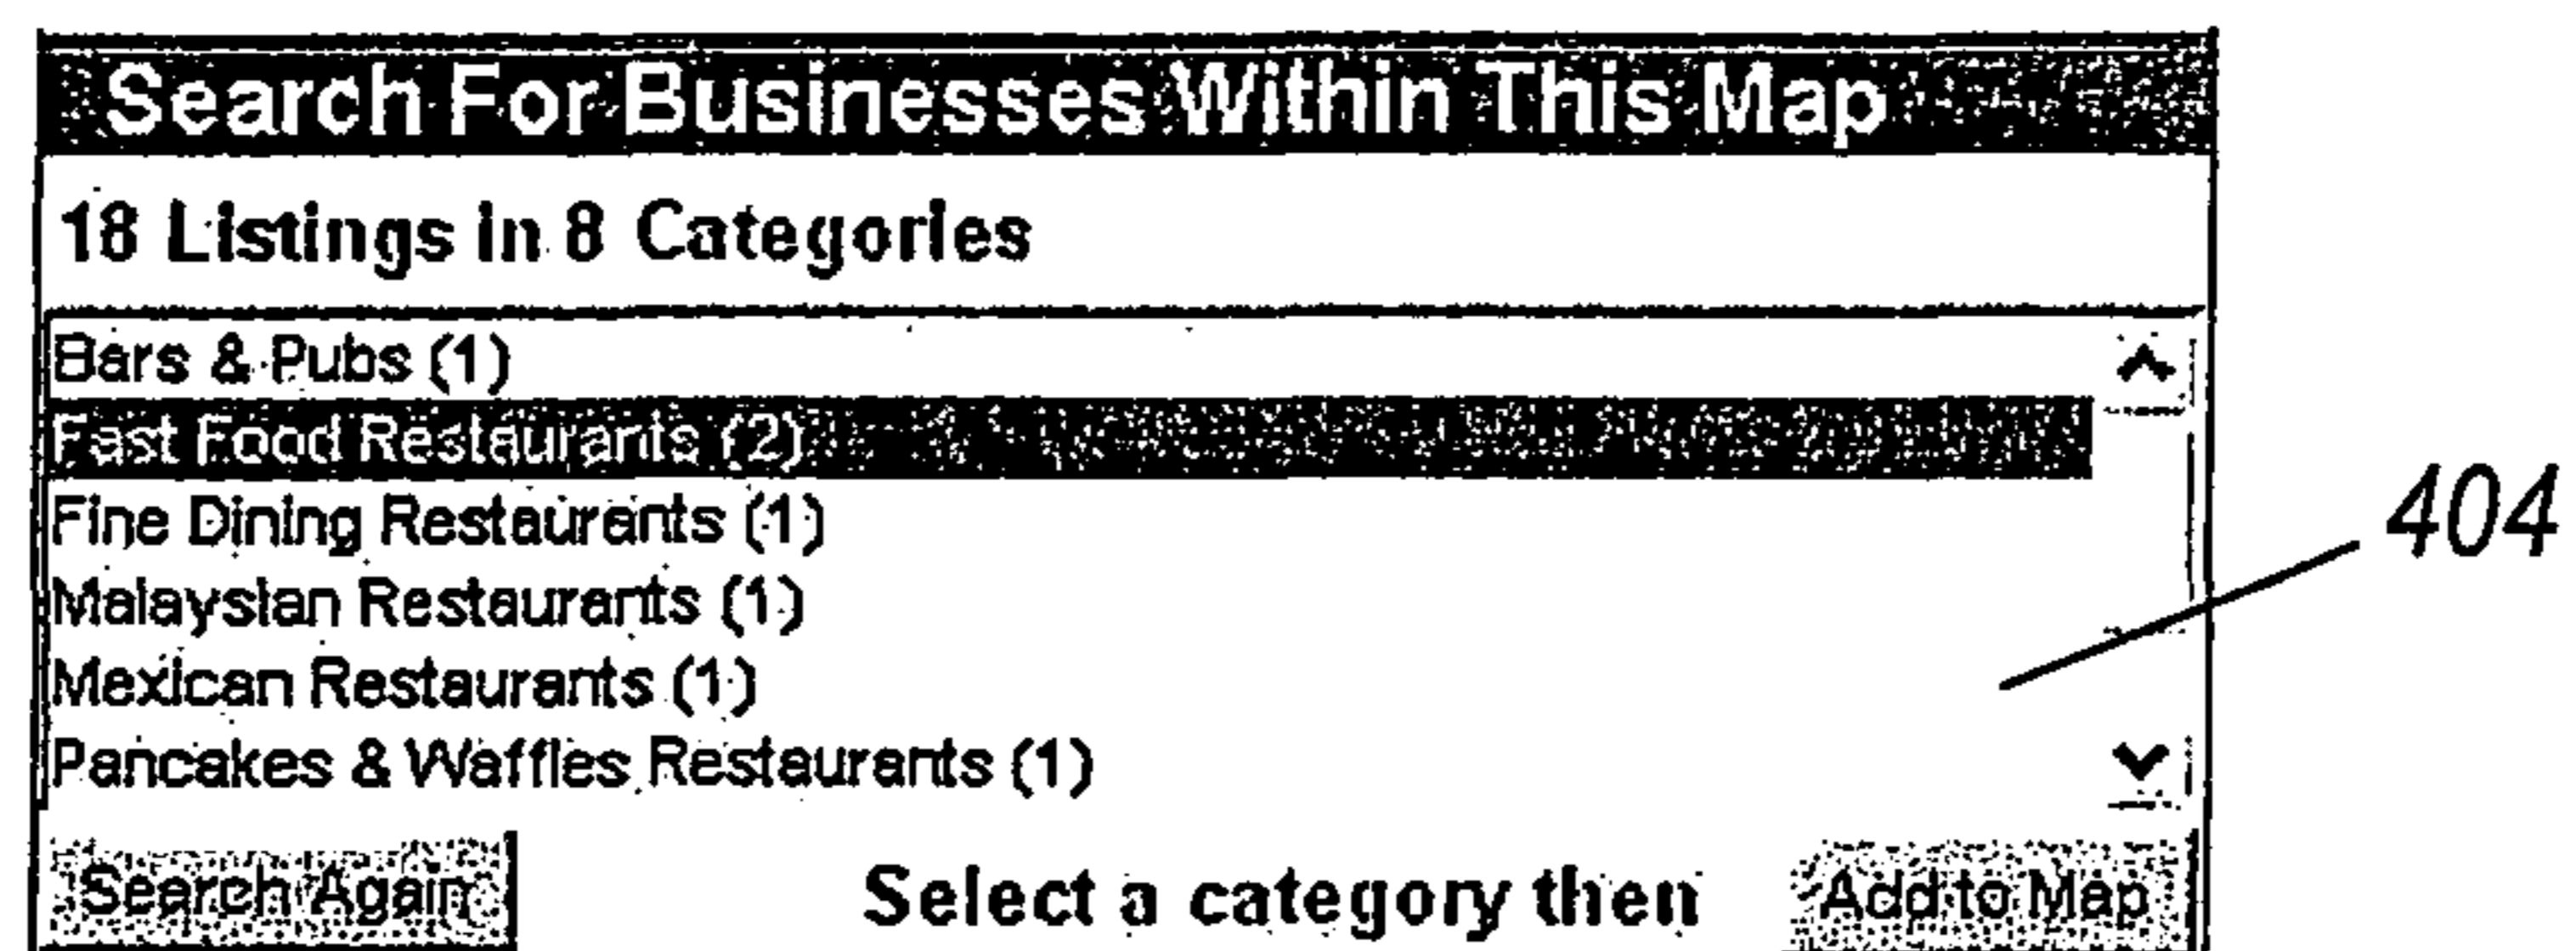 Search For Businesses Within This Map
18 Listings in 8 Categories
Bars & Pubs (1)
Fast Food Restaurants (2)
Fine Dining Restaurants (1)
Malaysian Restaurants (1)
Mexican Restaurants (1)
Pancakes & Waffles Restaurants (1)
404
Search Again Select a category then Add to Map